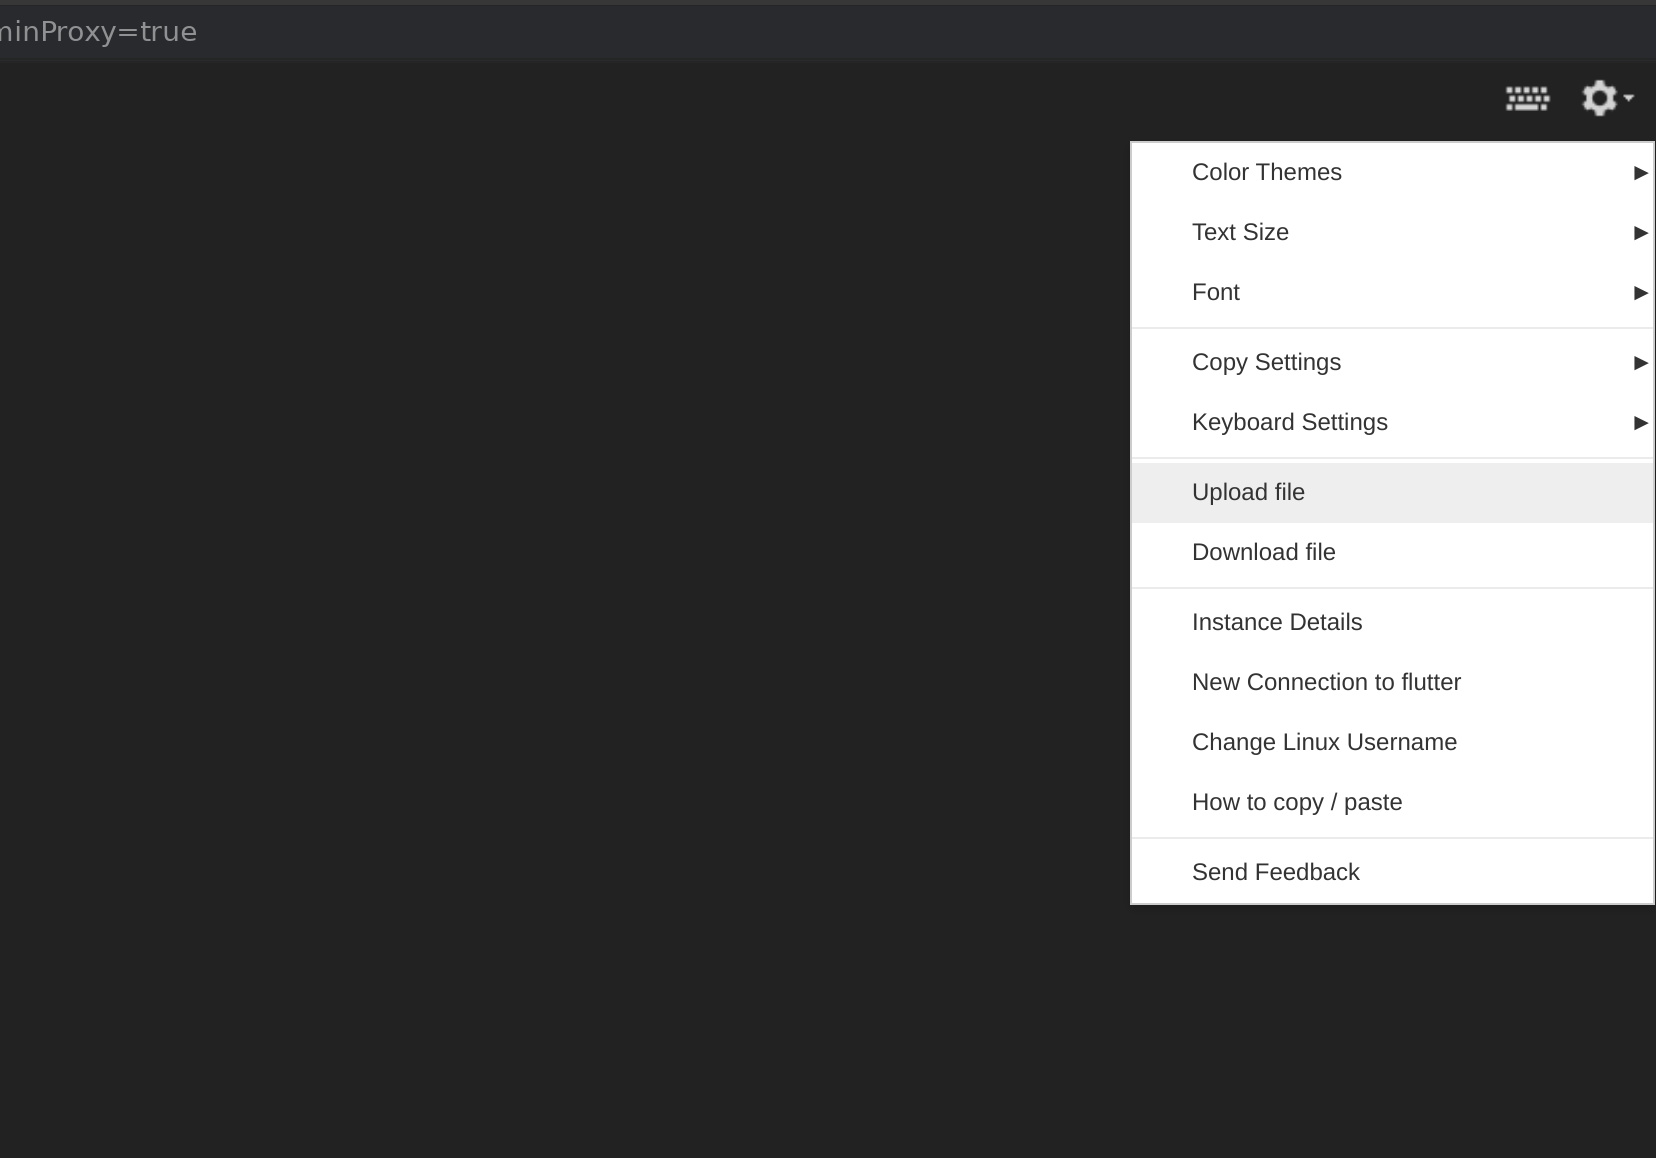 minProxy=true
Color Themes
Text Size
Font
Copy Settings
Keyboard Settings
Upload file
Download file
Instance Details
New Connection to flutter
Change Linux Username
How to copy / paste
Send Feedback